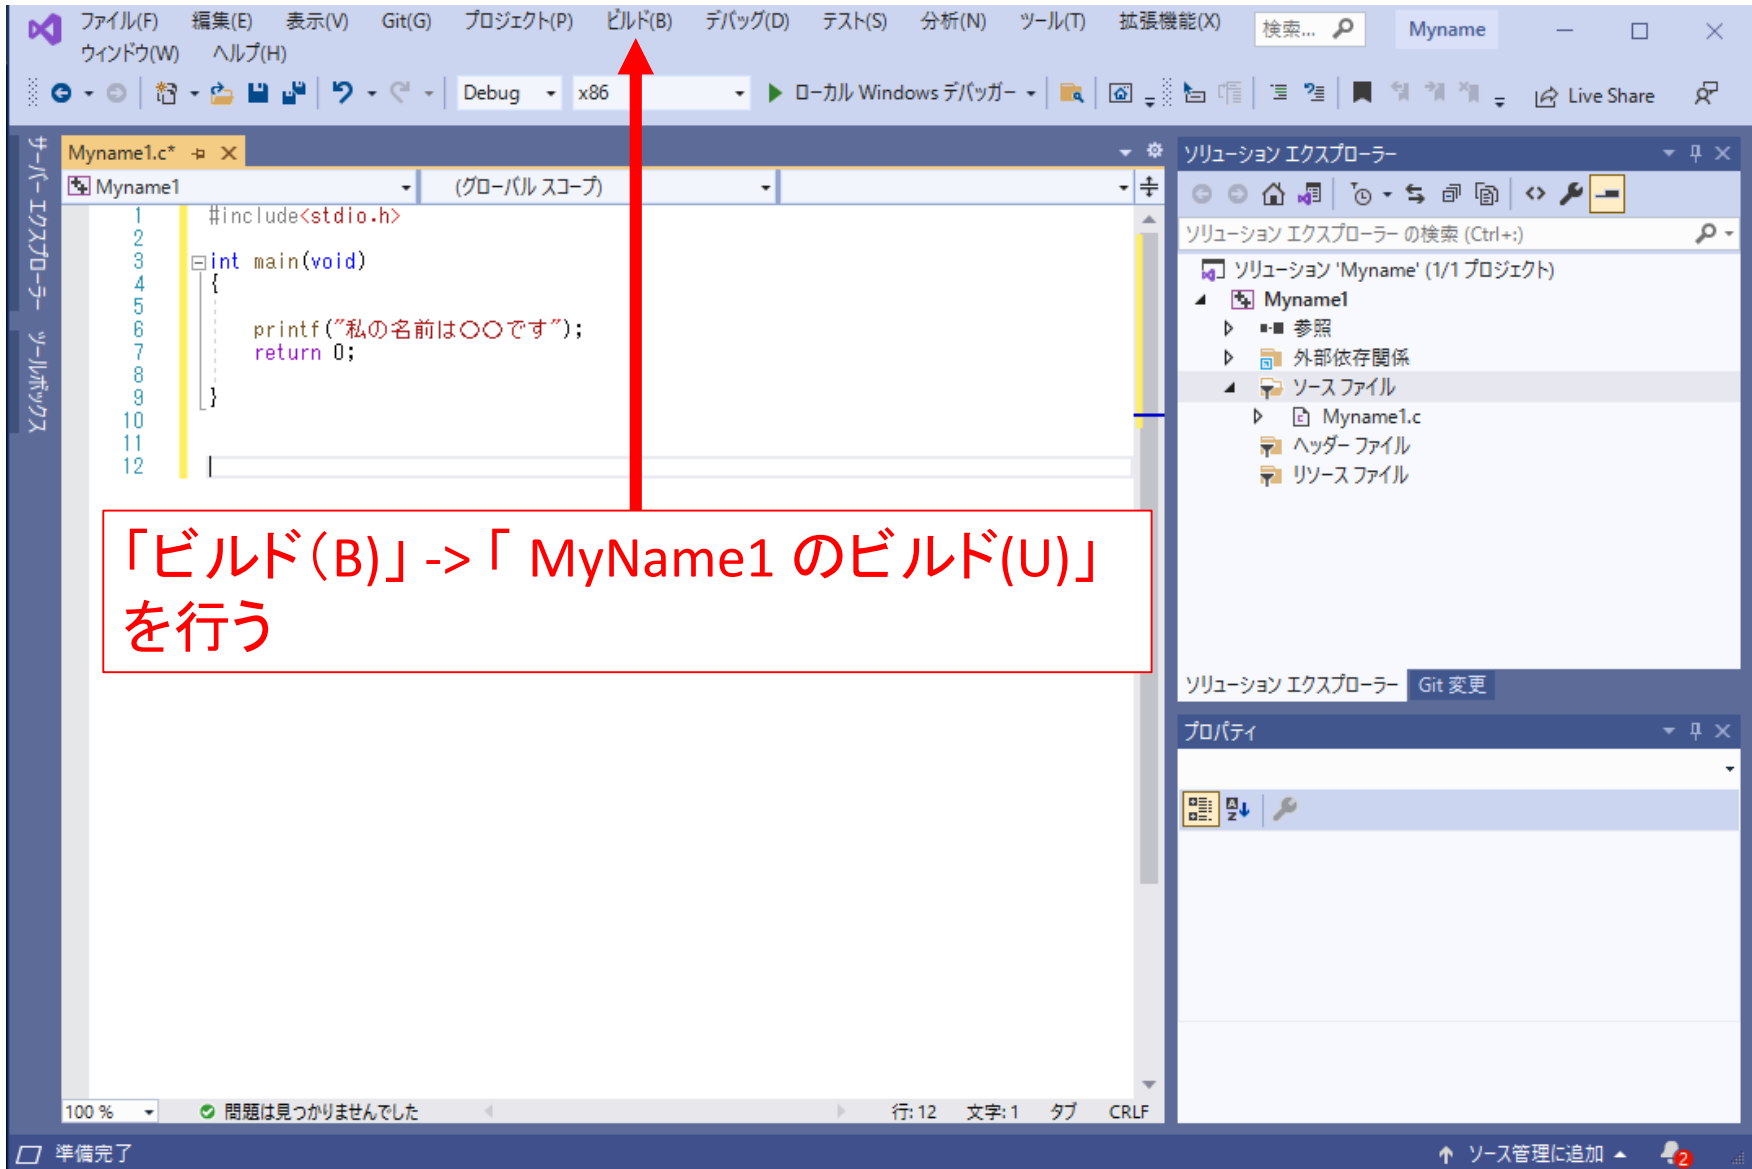 ファイル(F) 編集(E) 表示(V) Git(G) プロジェクト(P) ビルド(B) デバッグ(D) テスト(S) 分析(N) ツール(T) 拡張機能(X) 検索... Myname
ウィンドウ(W) ヘルプ(H)
Debug x86 ローカル Windows デバッガー Live Share
サーバー エクスプローラー
ツールボックス
Myname1.c*
Myname1 (グローバル スコープ)
1 #include<stdio.h>
2
3 int main(void)
4 {
5
6 printf("私の名前は〇〇です");
7 return 0;
8
9 }
10
11
12
「ビルド(B)」->「 MyName1 のビルド(U)」
を行う
100 % 問題は見つかりませんでした 行: 12 文字: 1 タブ CRLF
ソリューション エクスプローラー
ソリューション エクスプローラー の検索 (Ctrl+:)
ソリューション 'Myname' (1/1 プロジェクト)
Myname1
参照
外部依存関係
ソース ファイル
Myname1.c
ヘッダー ファイル
リソース ファイル
ソリューション エクスプローラー Git 変更
プロパティ
準備完了 ソース管理に追加 2